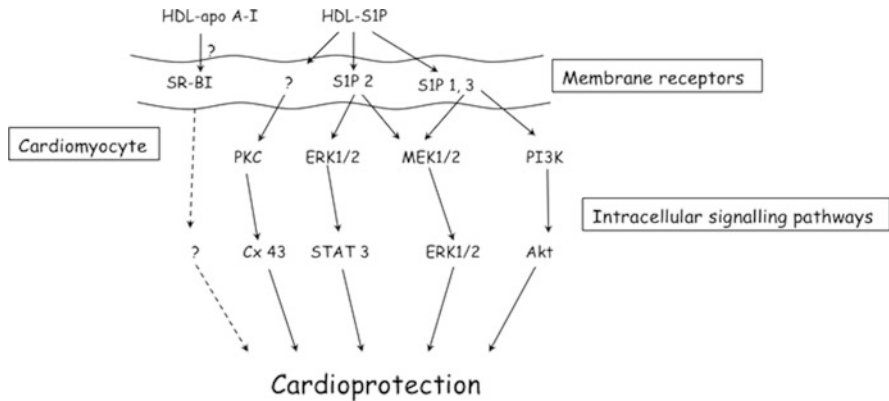 HDL-apo A-I HDL-S1P
?
SR-BI ? S1P 2 S1P 1, 3
Membrane receptors
Cardiomyocyte
PKC ERK1/2 MEK1/2 PI3K
Intracellular signalling pathways
? Cx 43 STAT 3 ERK1/2 Akt
Cardioprotection